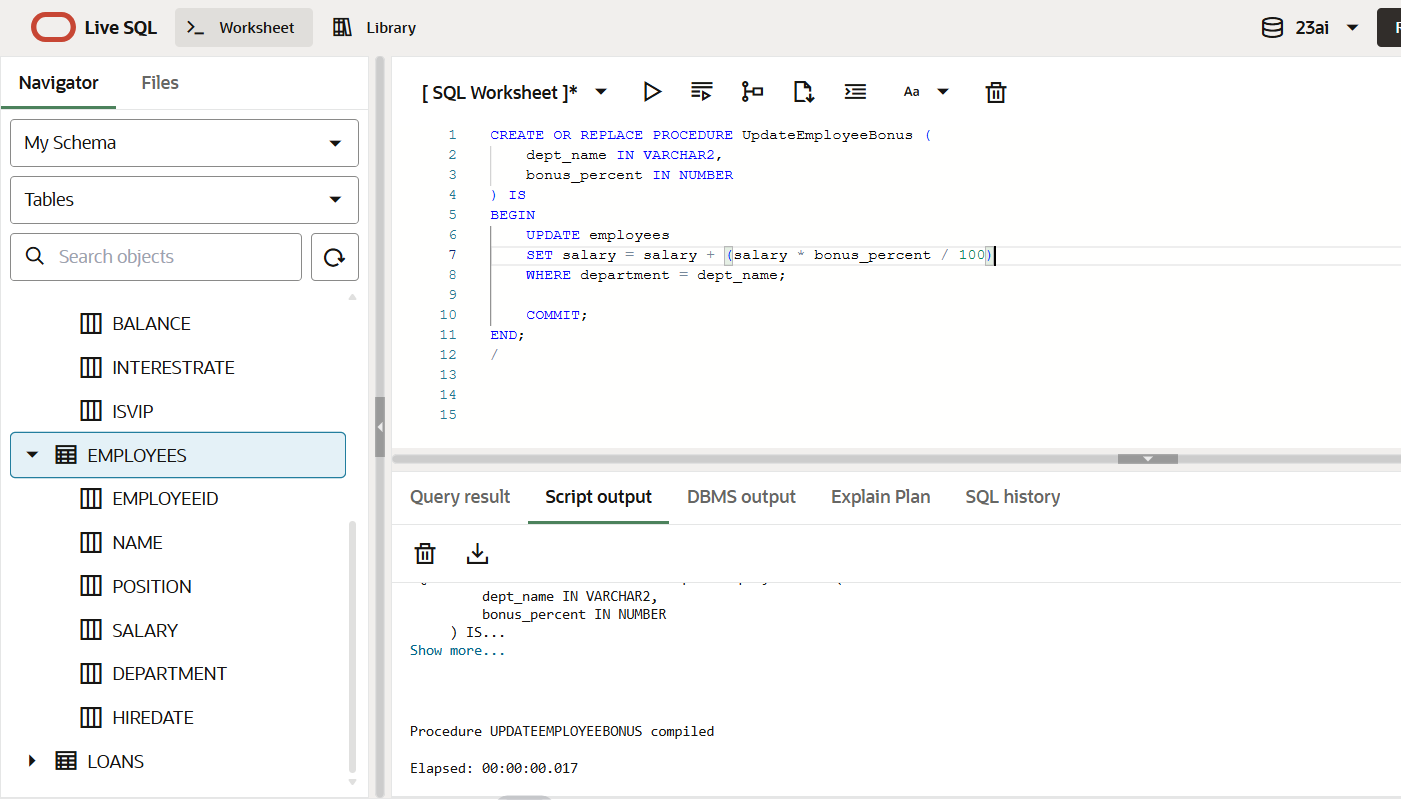 Live SQL
>_ Worksheet
Library
23ai
Navigator
Files
My Schema
Tables
Search objects
BALANCE
INTERESTRATE
ISVIP
EMPLOYEES
EMPLOYEEID
NAME
POSITION
SALARY
DEPARTMENT
HIREDATE
LOANS
[ SQL Worksheet ]*
Aa
1 CREATE OR REPLACE PROCEDURE UpdateEmployeeBonus (
2 dept_name IN VARCHAR2,
3 bonus_percent IN NUMBER
4 ) IS
5 BEGIN
6 UPDATE employees
7 SET salary = salary + (salary * bonus_percent / 100)
8 WHERE department = dept_name;
9
10 COMMIT;
11 END;
12 /
13
14
15
Query result
Script output
DBMS output
Explain Plan
SQL history
dept_name IN VARCHAR2,
bonus_percent IN NUMBER
) IS...
Show more...
Procedure UPDATEEMPLOYEEBONUS compiled
Elapsed: 00:00:00.017